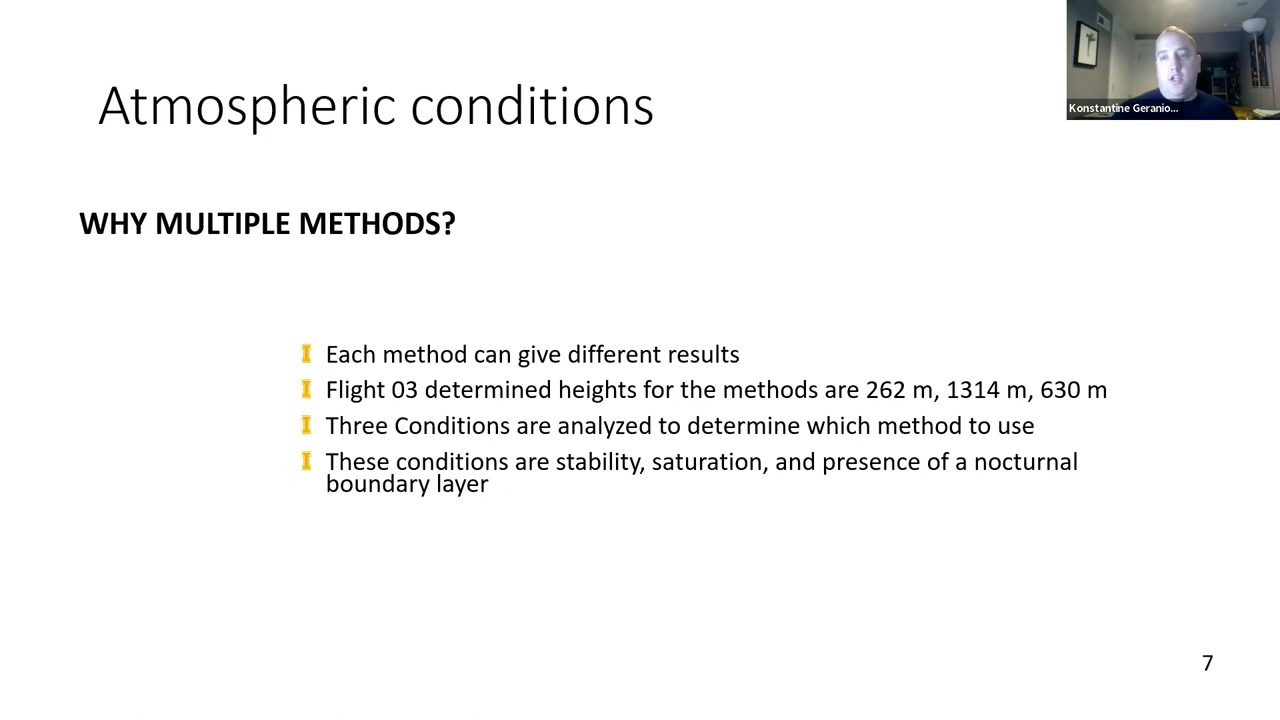 Atmospheric conditions
Konstantine Geranio...
WHY MULTIPLE METHODS?
Each method can give different results
Flight 03 determined heights for the methods are 262 m, 1314 m, 630 m
Three Conditions are analyzed to determine which method to use
These conditions are stability, saturation, and presence of a nocturnal
boundary layer
7